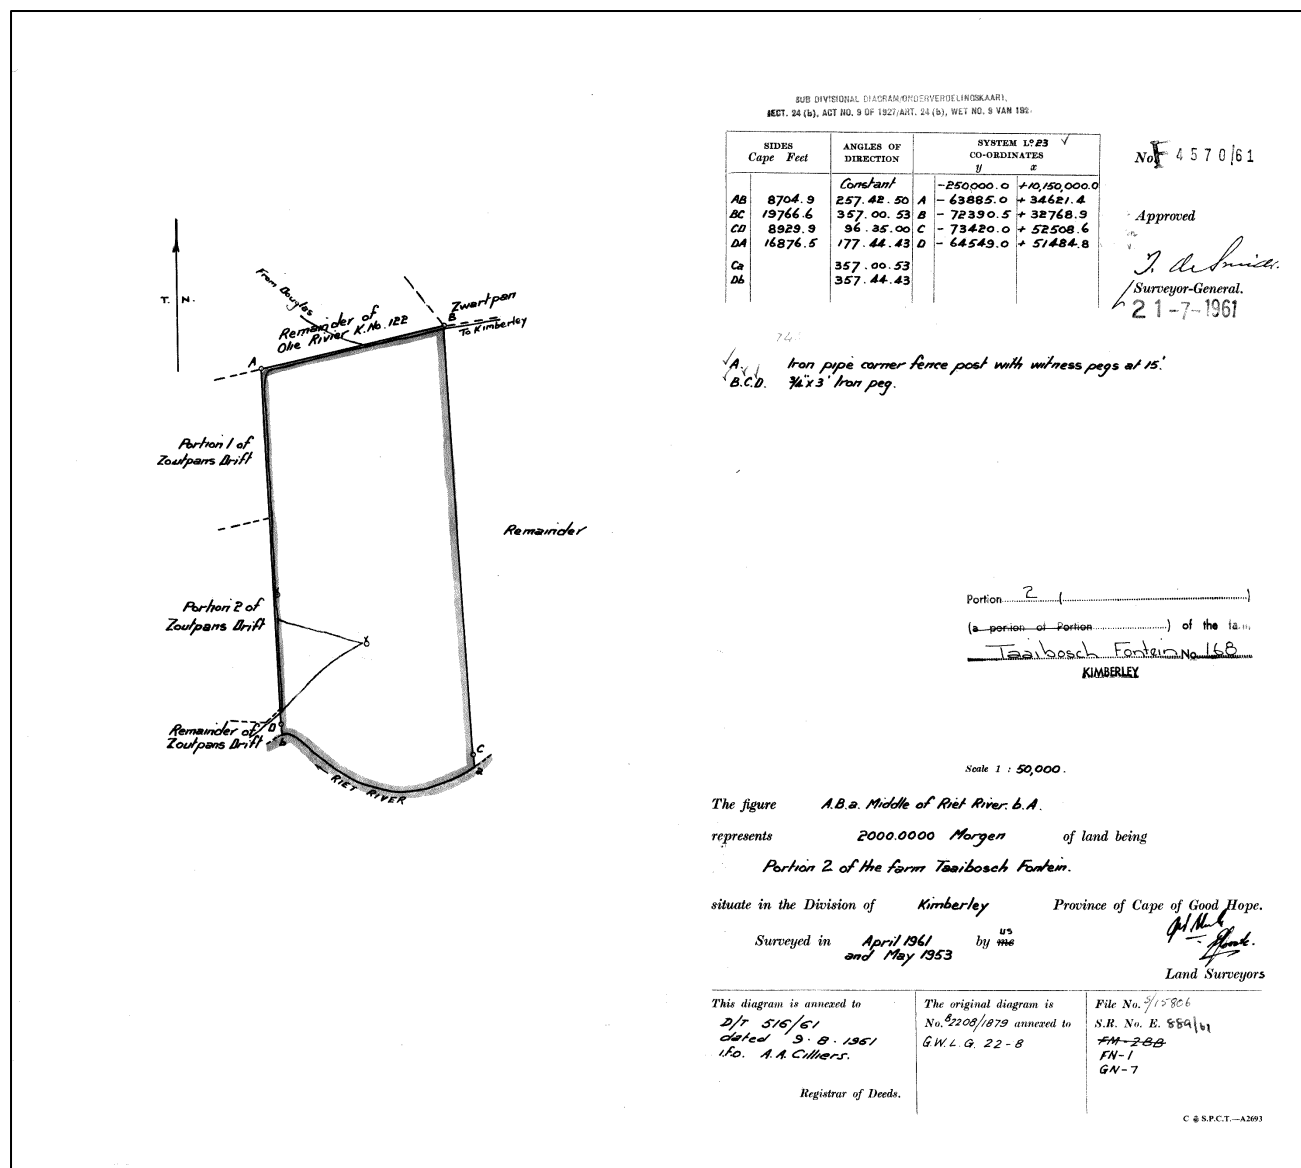 SUB DIVISIONAL DIAGRAM/ONDERVERDELINGSKAART,
SECT. 24 (b), ACT NO. 9 OF 1927/ART. 24 (b), WET NO. 9 VAN 192
SIDES ANGLES OF SYSTEM Lº 23
Cape Feet DIRECTION CO-ORDINATES
y x
Constant -250000.0 +10,150,000.0
AB 8704.9 257.42.50 A - 63885.0 + 34621.4
BC 19766.6 357.00.53 B - 72390.5 + 32768.9
CD 8929.9 96.35.00 C - 73420.0 + 52508.6
DA 16876.5 177.44.43 D - 64549.0 + 51484.8
Ca 357.00.53
Db 357.44.43
No. F 4570/61
Approved
Surveyor-General.
21-7-1961
A. Iron pipe corner fence post with witness pegs at 15'.
B.C.D. ¾"x3' Iron peg.
T. N.
From Douglas
Remainder of
Olie Rivier K.No. 122
Zwartpan
B
To Kimberley
A
Portion 1 of
Zoutpans Drift
Remainder
Portion 2 of
Zoutpans Drift
D
Remainder of
Zoutpans Drift
b
C
a
RIET RIVER
Portion 2 ( )
(a portion of Portion ) of the fa
Taaibosch Fontein No 168
KIMBERLEY
Scale 1 : 50,000.
The figure A.B.a. Middle of Riet River. b.A.
represents 2000.0000 Morgen of land being
Portion 2 of the farm Taaibosch Fontein.
situate in the Division of Kimberley Province of Cape of Good Hope.
Surveyed in April 1961 by me us
and May 1953
Land Surveyors
This diagram is annexed to
D/T 516/61
dated 9.8.1961
i.f.o. A.A. Cilliers.
Registrar of Deeds.
The original diagram is
No. B2208/1879 annexed to
G.W.L.G. 22-8
File No. S/15806
S.R. No. E. 889/61
FM-2BB
FN-1
GN-7
C & S.P.C.T.—A2693